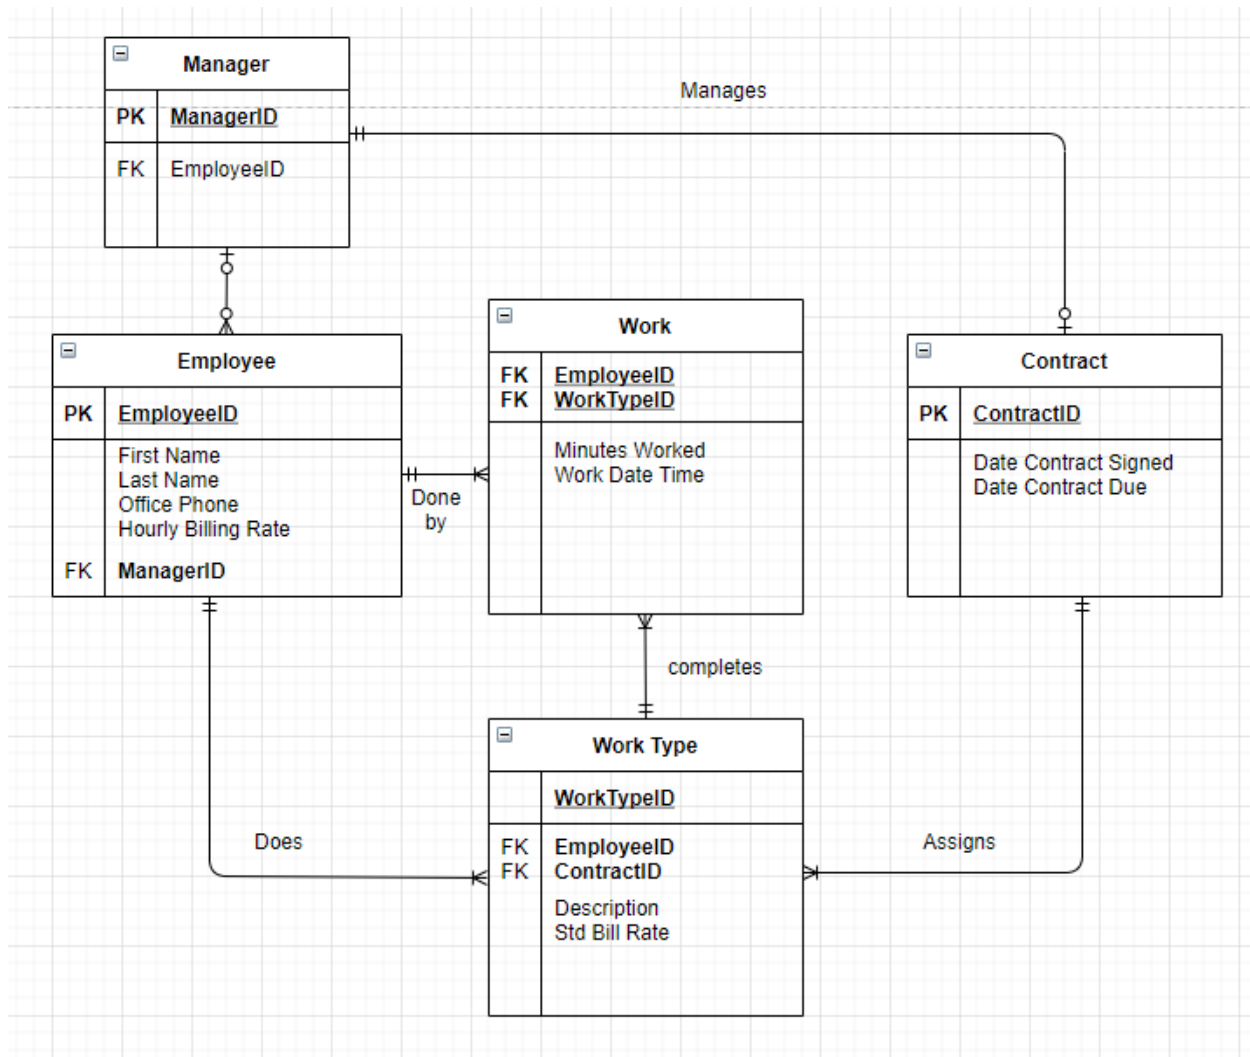 Manager
PK ManagerID
FK EmployeeID
Manages
Employee
PK EmployeeID
First Name
Last Name
Office Phone
Hourly Billing Rate
FK ManagerID
Done
by
Work
FK EmployeeID
FK WorkTypeID
Minutes Worked
Work Date Time
Contract
PK ContractID
Date Contract Signed
Date Contract Due
completes
Does
Work Type
WorkTypeID
FK EmployeeID
FK ContractID
Description
Std Bill Rate
Assigns